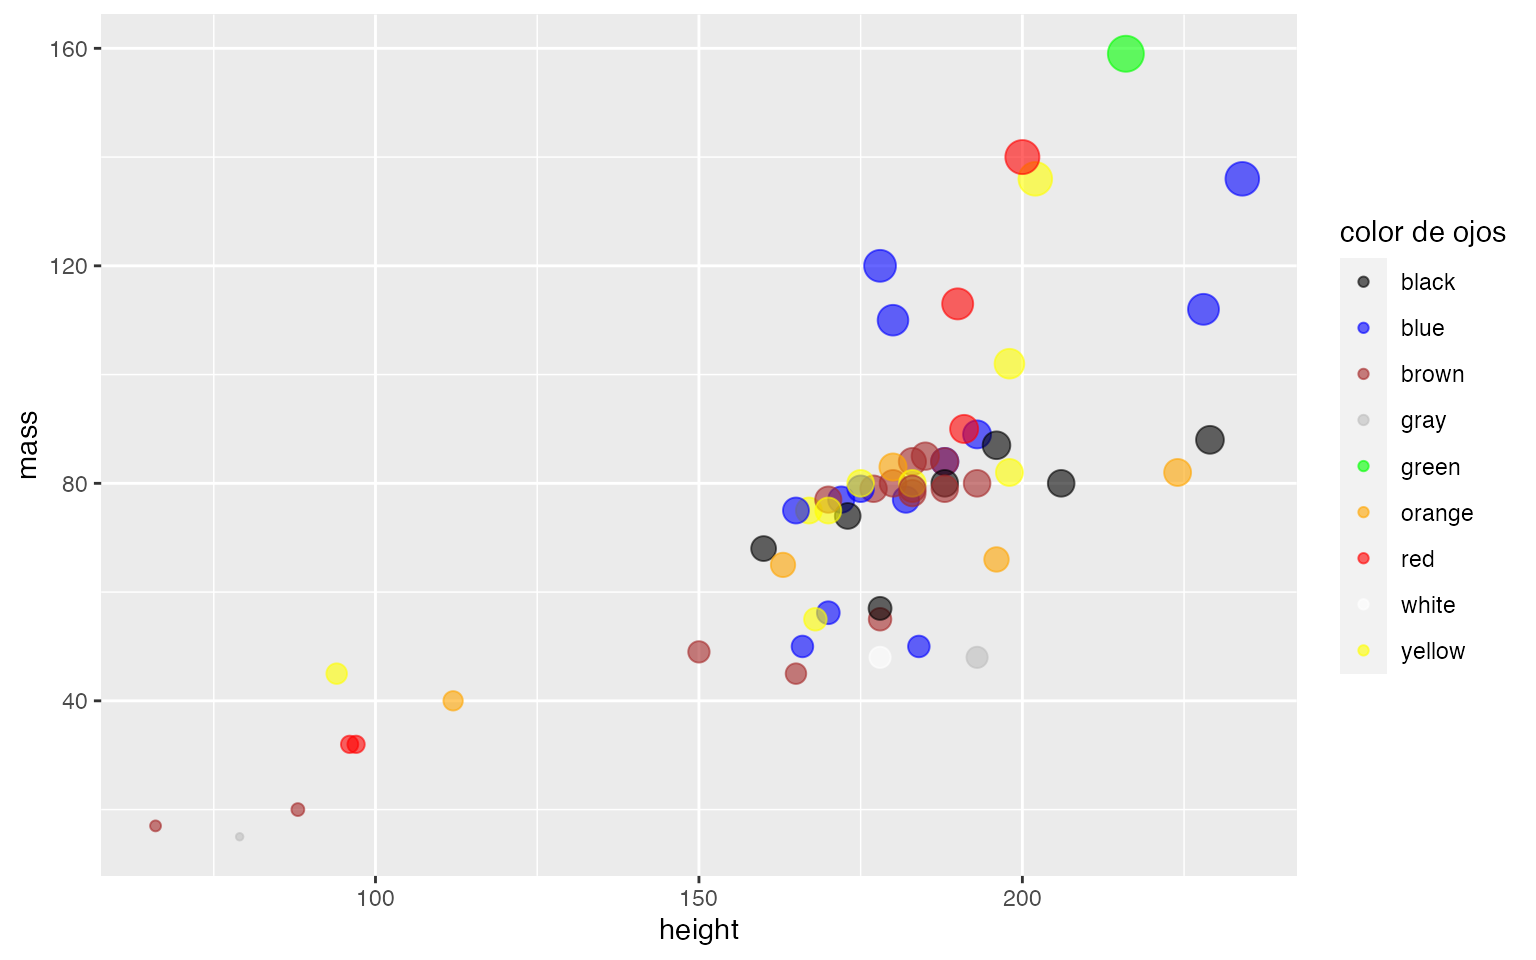 160
120
80
40
mass
100
150
200
height
color de ojos
black
blue
brown
gray
green
orange
red
white
yellow